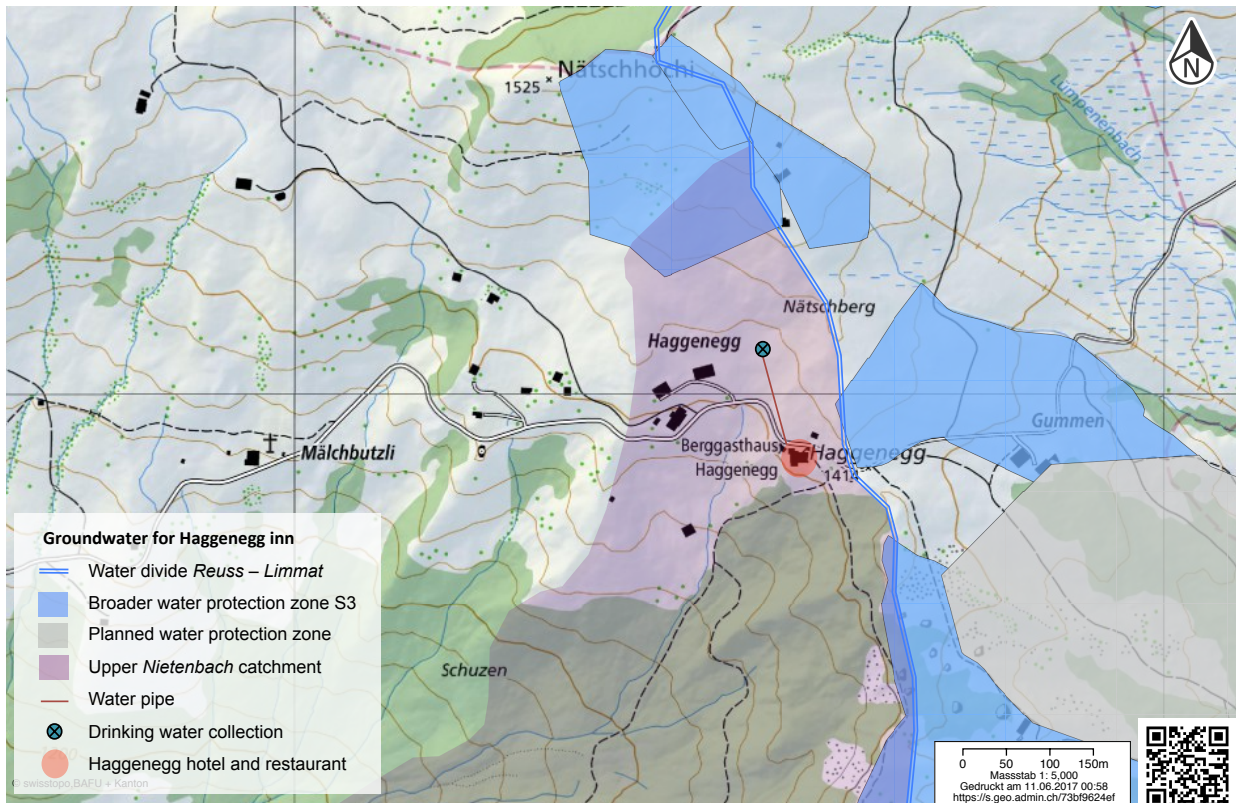 Nätschhöchi
1525
N
Lümpenenbach
Nätschberg
Haggenegg
Gummen
Berggasthaus
Haggenegg
Haggenegg
1414
Mälchbutzli
Schuzen
Groundwater for Haggenegg inn
Water divide Reuss – Limmat
Broader water protection zone S3
Planned water protection zone
Upper Nietenbach catchment
Water pipe
Drinking water collection
Haggenegg hotel and restaurant
© swisstopo,BAFU + Kanton
0 50 100 150m
Massstab 1: 5,000
Gedruckt am 11.06.2017 00:58
https://s.geo.admin.ch/73bf9624ef